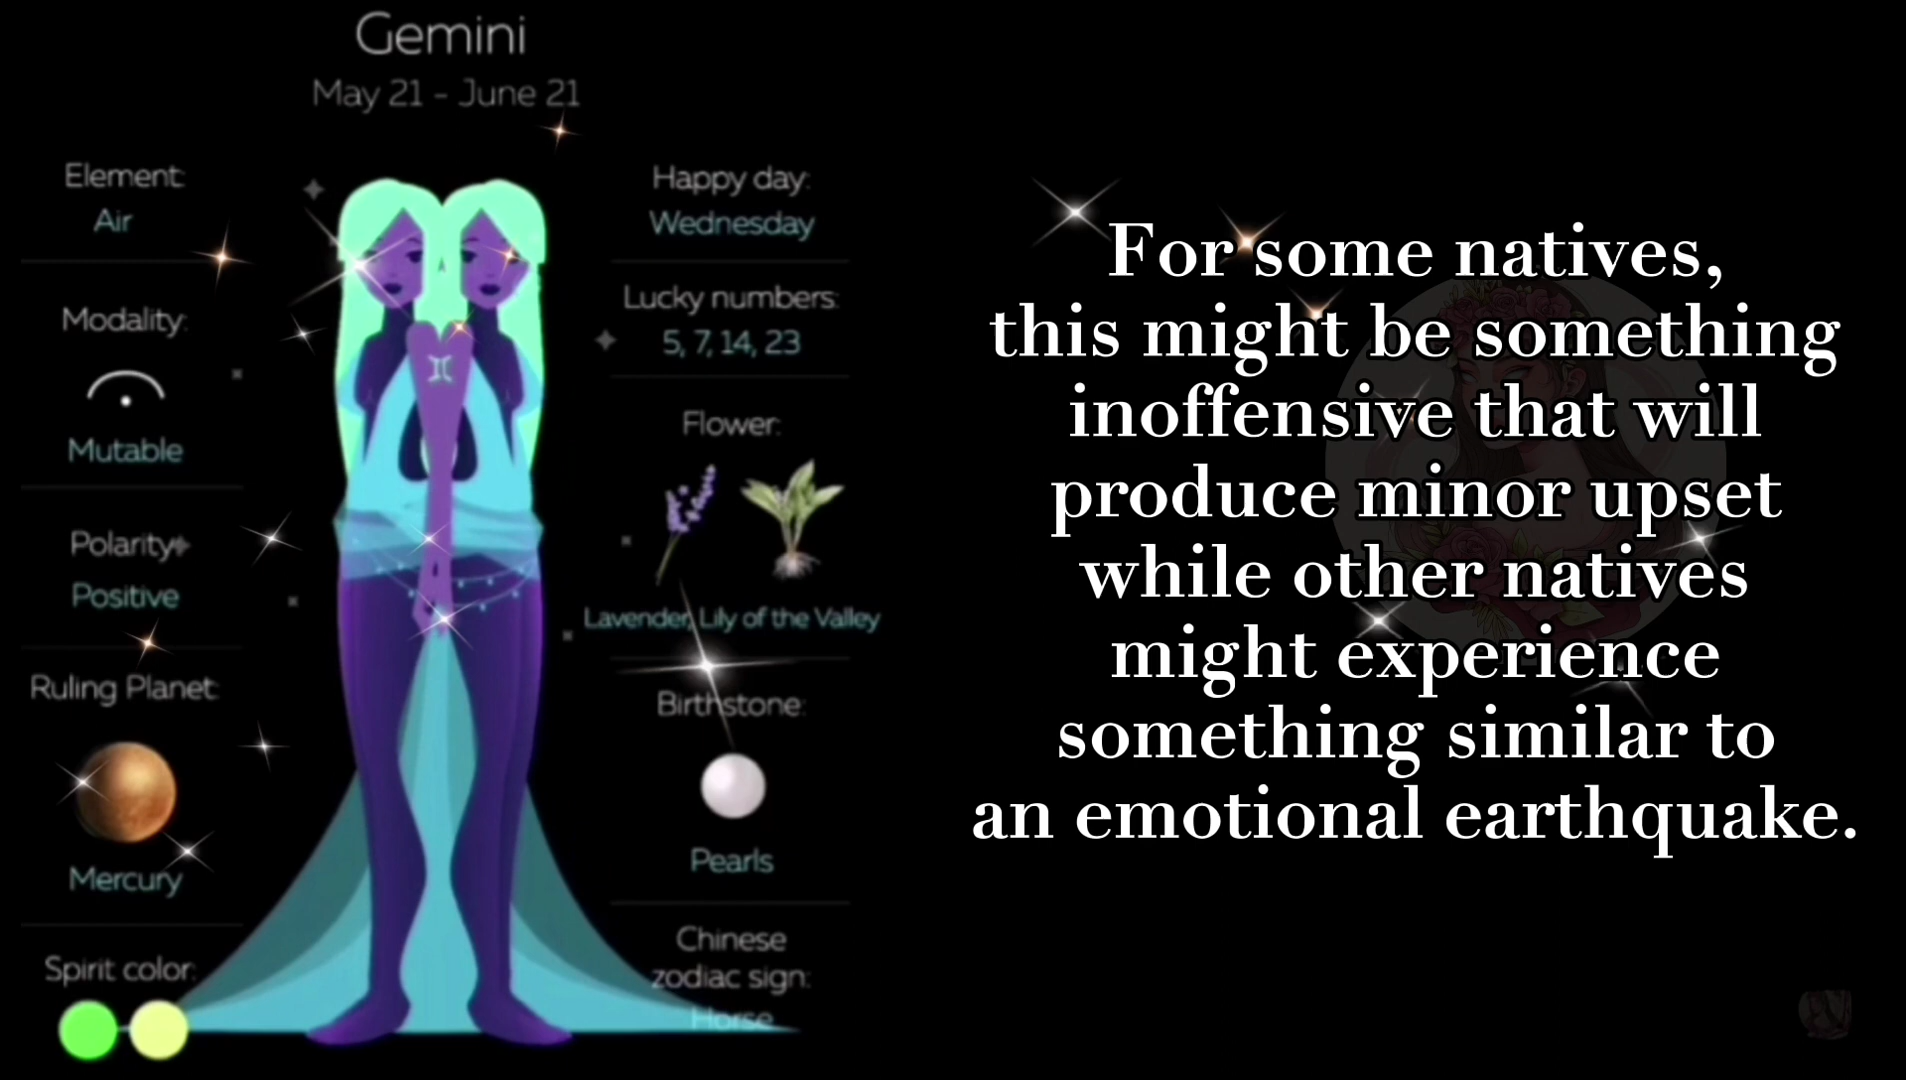 Gemini
May 21 - June 21
Element:
Air
Modality:
Mutable
Polarity:
Positive
Ruling Planet:
Mercury
Spirit color:
Happy day:
Wednesday
Lucky numbers:
5, 7, 14, 23
Flower:
Lavender, Lily of the Valley
Birthstone:
Pearls
Chinese
zodiac sign:
Horse
For some natives,
this might be something
inoffensive that will
produce minor upset
while other natives
might experience
something similar to
an emotional earthquake.